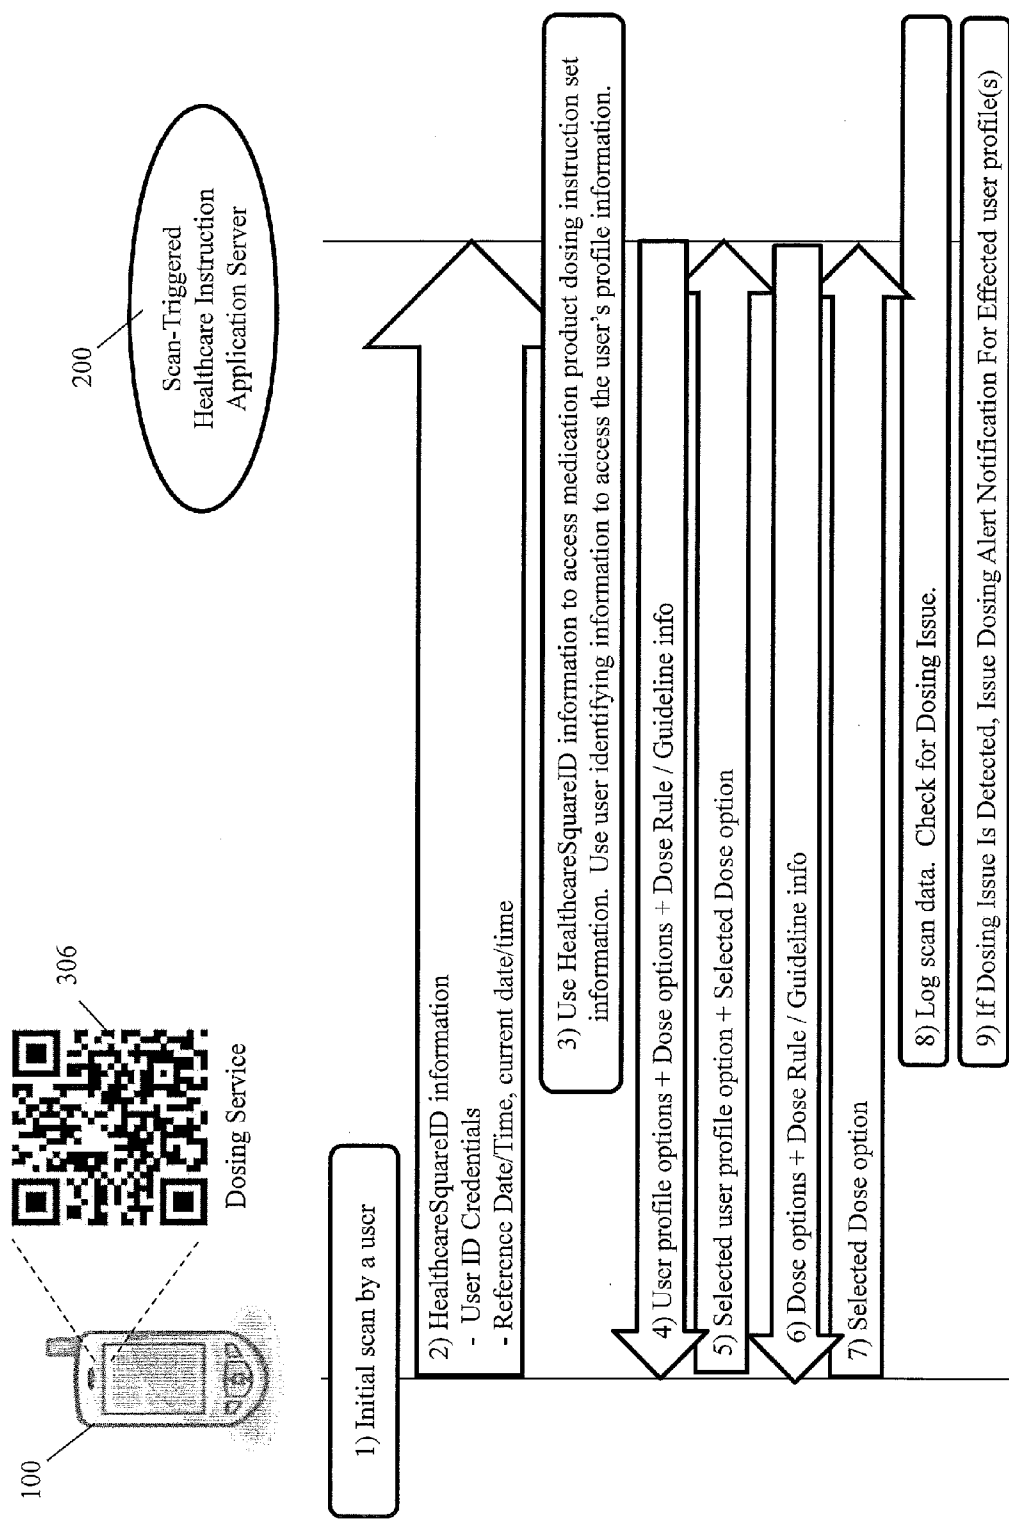 100
306
Dosing Service
200
Scan-Triggered
Healthcare Instruction
Application Server
1) Initial scan by a user
2) HealthcareSquareID information
- User ID Credentials
- Reference Date/Time, current date/time
3) Use HealthcareSquareID information to access medication product dosing instruction set
information. Use user identifying information to access the user's profile information.
4) User profile options + Dose options + Dose Rule / Guideline info
5) Selected user profile option + Selected Dose option
6) Dose options + Dose Rule / Guideline info
7) Selected Dose option
8) Log scan data. Check for Dosing Issue.
9) If Dosing Issue Is Detected, Issue Dosing Alert Notification For Effected user profile(s)